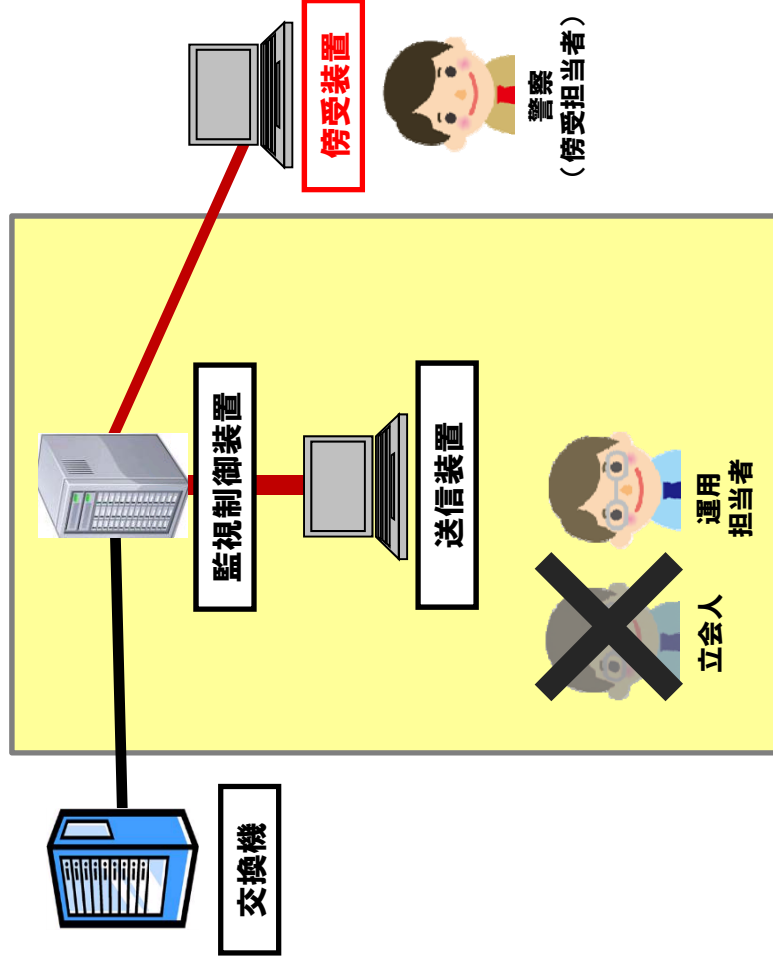 交換機
監視制御装置
送信装置
立会人
運用
担当者
傍受装置
警察
（傍受担当者）